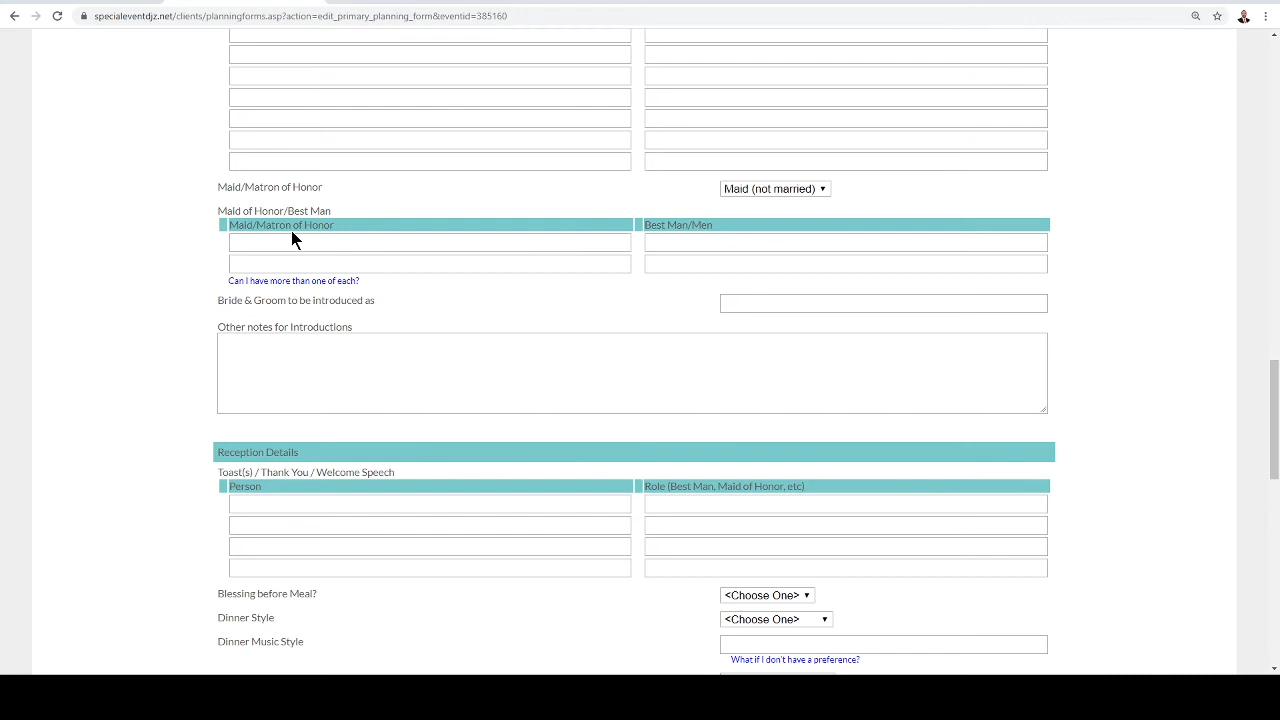 specialeventdjz.net/clients/planningforms.asp?action=edit_primary_planning_form&eventid=385160
Maid/Matron of Honor
Maid (not married)
Maid of Honor/Best Man
Maid/Matron of Honor
Best Man/Men
Can I have more than one of each?
Bride & Groom to be introduced as
Other notes for Introductions
Reception Details
Toast(s) / Thank You / Welcome Speech
Person
Role (Best Man, Maid of Honor, etc)
Blessing before Meal?
<Choose One>
Dinner Style
<Choose One>
Dinner Music Style
What if I don't have a preference?